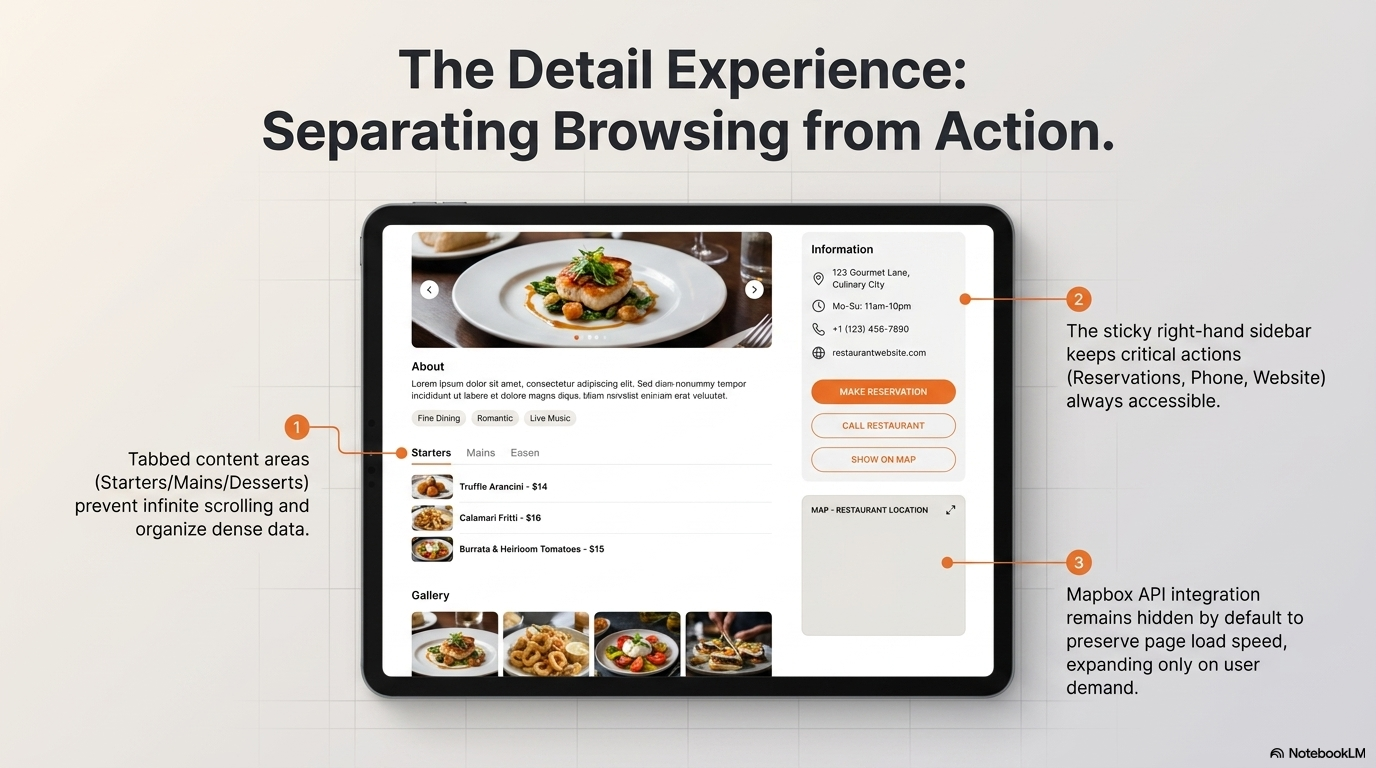 The Detail Experience:
Separating Browsing from Action.
About
Lorem Ipsum dolor sit amet, consectetur adipiscing elit. Sed diam nonummy tempor
incididunt ut labere et dolore magns diqus. enim erat veluutet.
Fine Dining
Romantic
Live Music
Starters
Mains
Easen
Truffle Arancini - $14
Calamari Fritti - $16
Burrata & Heirloom Tomatoes - $15
Gallery
Information
123 Gourmet Lane,
Culinary City
Mo-Su: 11am-10pm
+1 (123) 456-7890
restaurantwebsite.com
MAKE RESERVATION
CALL RESTAURANT
SHOW ON MAP
MAP - RESTAURANT LOCATION
1
Tabbed content areas
(Starters/Mains/Desserts)
prevent infinite scrolling and
organize dense data.
2
The sticky right-hand sidebar
keeps critical actions
(Reservations, Phone, Website)
always accessible.
3
Mapbox API integration
remains hidden by default to
preserve page load speed,
expanding only on user
demand.
NotebookLM